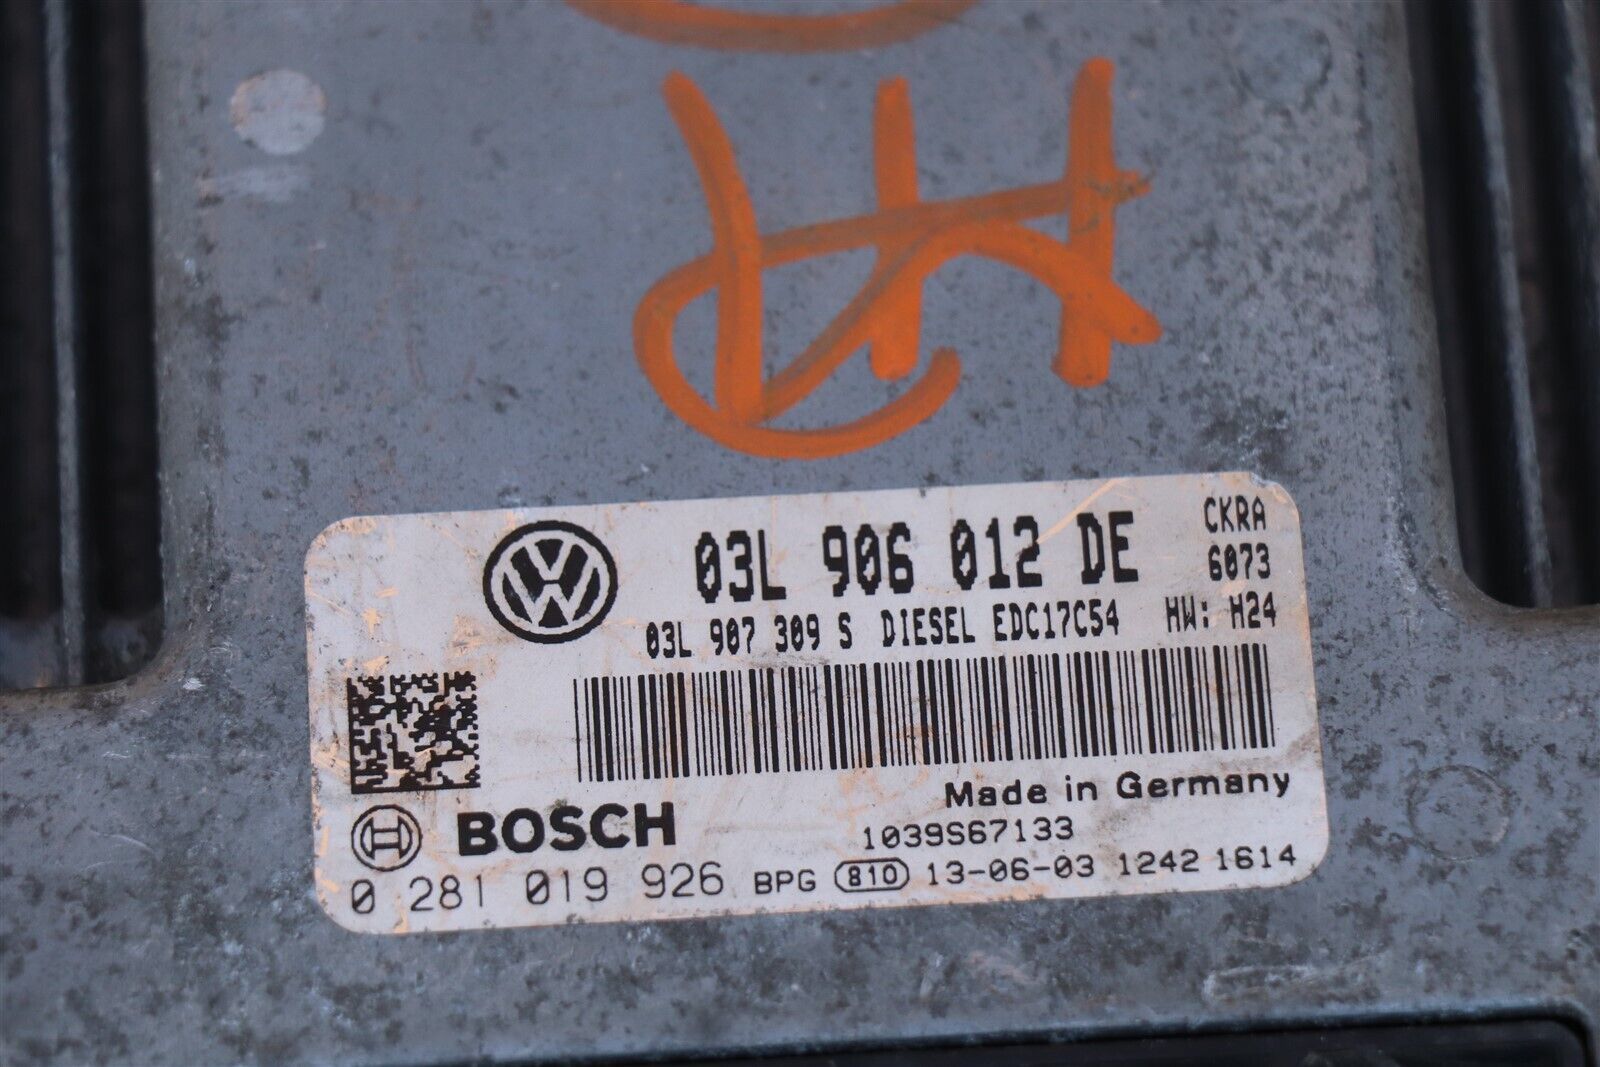 03L 906 012 DE CKRA
6073
03L 907 309 S DIESEL EDC17C54 HW: H24
Made in Germany
BOSCH
1039S67133
0 281 019 926 BPG 810 13-06-03 1242 1614